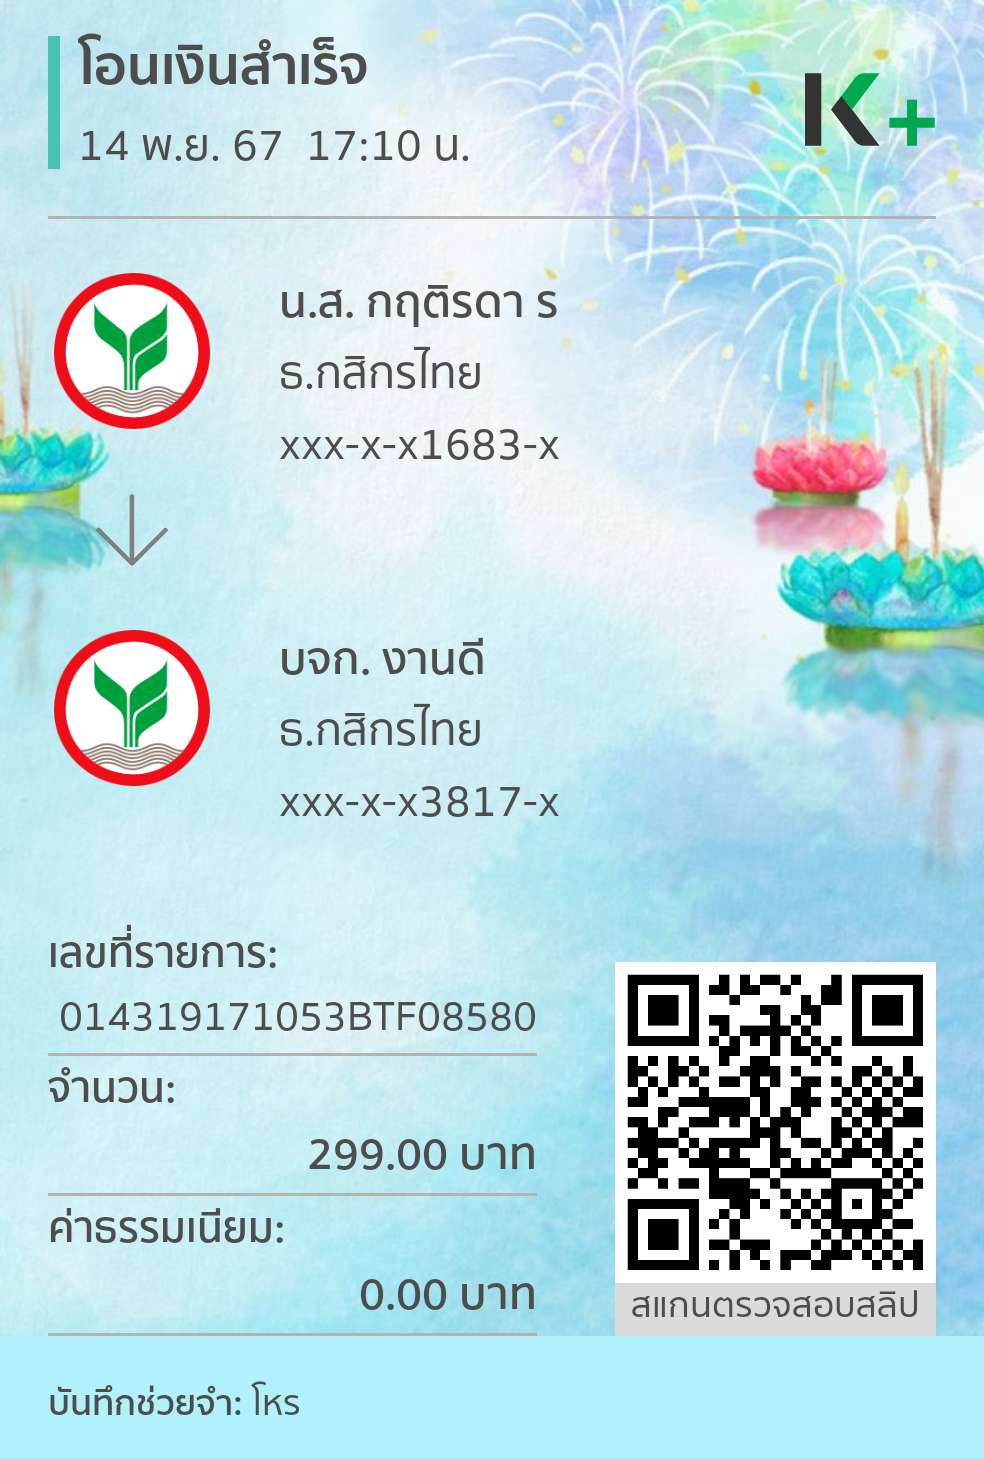 โอนเงินสำเร็จ
14 พ.ย. 67 17:10 น.
K+
น.ส. กฤติรดา ร
ธ.กสิกรไทย
xxx-x-x1683-x
บจก. งานดี
ธ.กสิกรไทย
xxx-x-x3817-x
เลขที่รายการ:
014319171053BTF08580
จำนวน:
299.00 บาท
ค่าธรรมเนียม:
0.00 บาท
สแกนตรวจสอบสลิป
บันทึกช่วยจำ: โหร